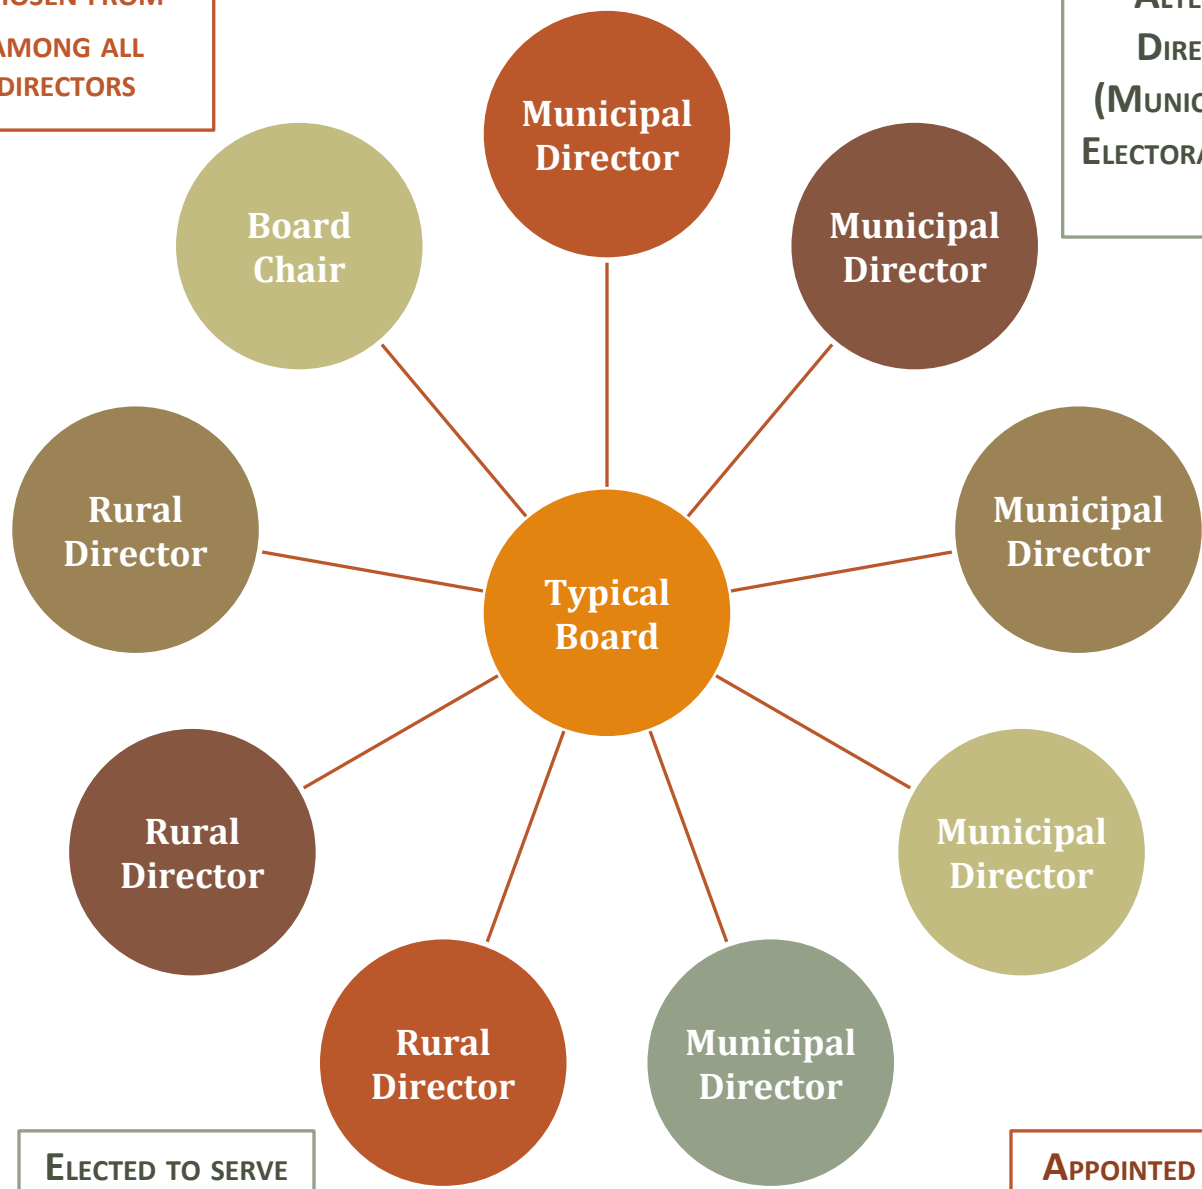 AMONG ALL
DIRECTORS
(MUNIC
ELECTORA
Municipal
Director
Board
Chair
Municipal
Director
Rural
Director
Municipal
Director
Typical
Board
Rural
Director
Municipal
Director
Rural
Director
Municipal
Director
ELECTED TO SERVE
APPOINTED